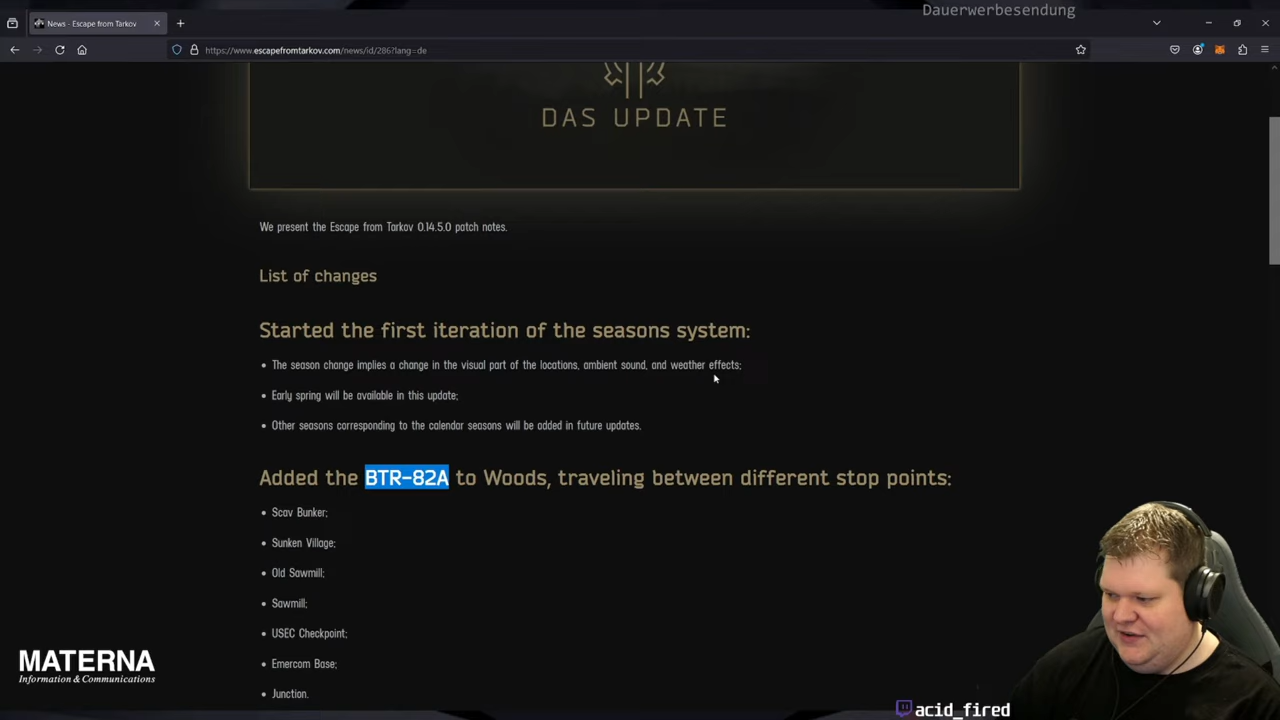 Dauerwerbesendung
News - Escape from Tarkov
https://www.escapefromtarkov.com/news/id/286?lang=de
DAS UPDATE
We present the Escape from Tarkov 0.14.5.0 patch notes.
List of changes
Started the first iteration of the seasons system:
• The season change implies a change in the visual part of the locations, ambient sound, and weather effects;
• Early spring will be available in this update;
• Other seasons corresponding to the calendar seasons will be added in future updates.
Added the BTR-82A to Woods, traveling between different stop points:
• Scav Bunker;
• Sunken Village;
• Old Sawmill;
• Sawmill;
• USEC Checkpoint;
• Emercom Base;
• Junction.
MATERNA
Information & Communications
acid_fired